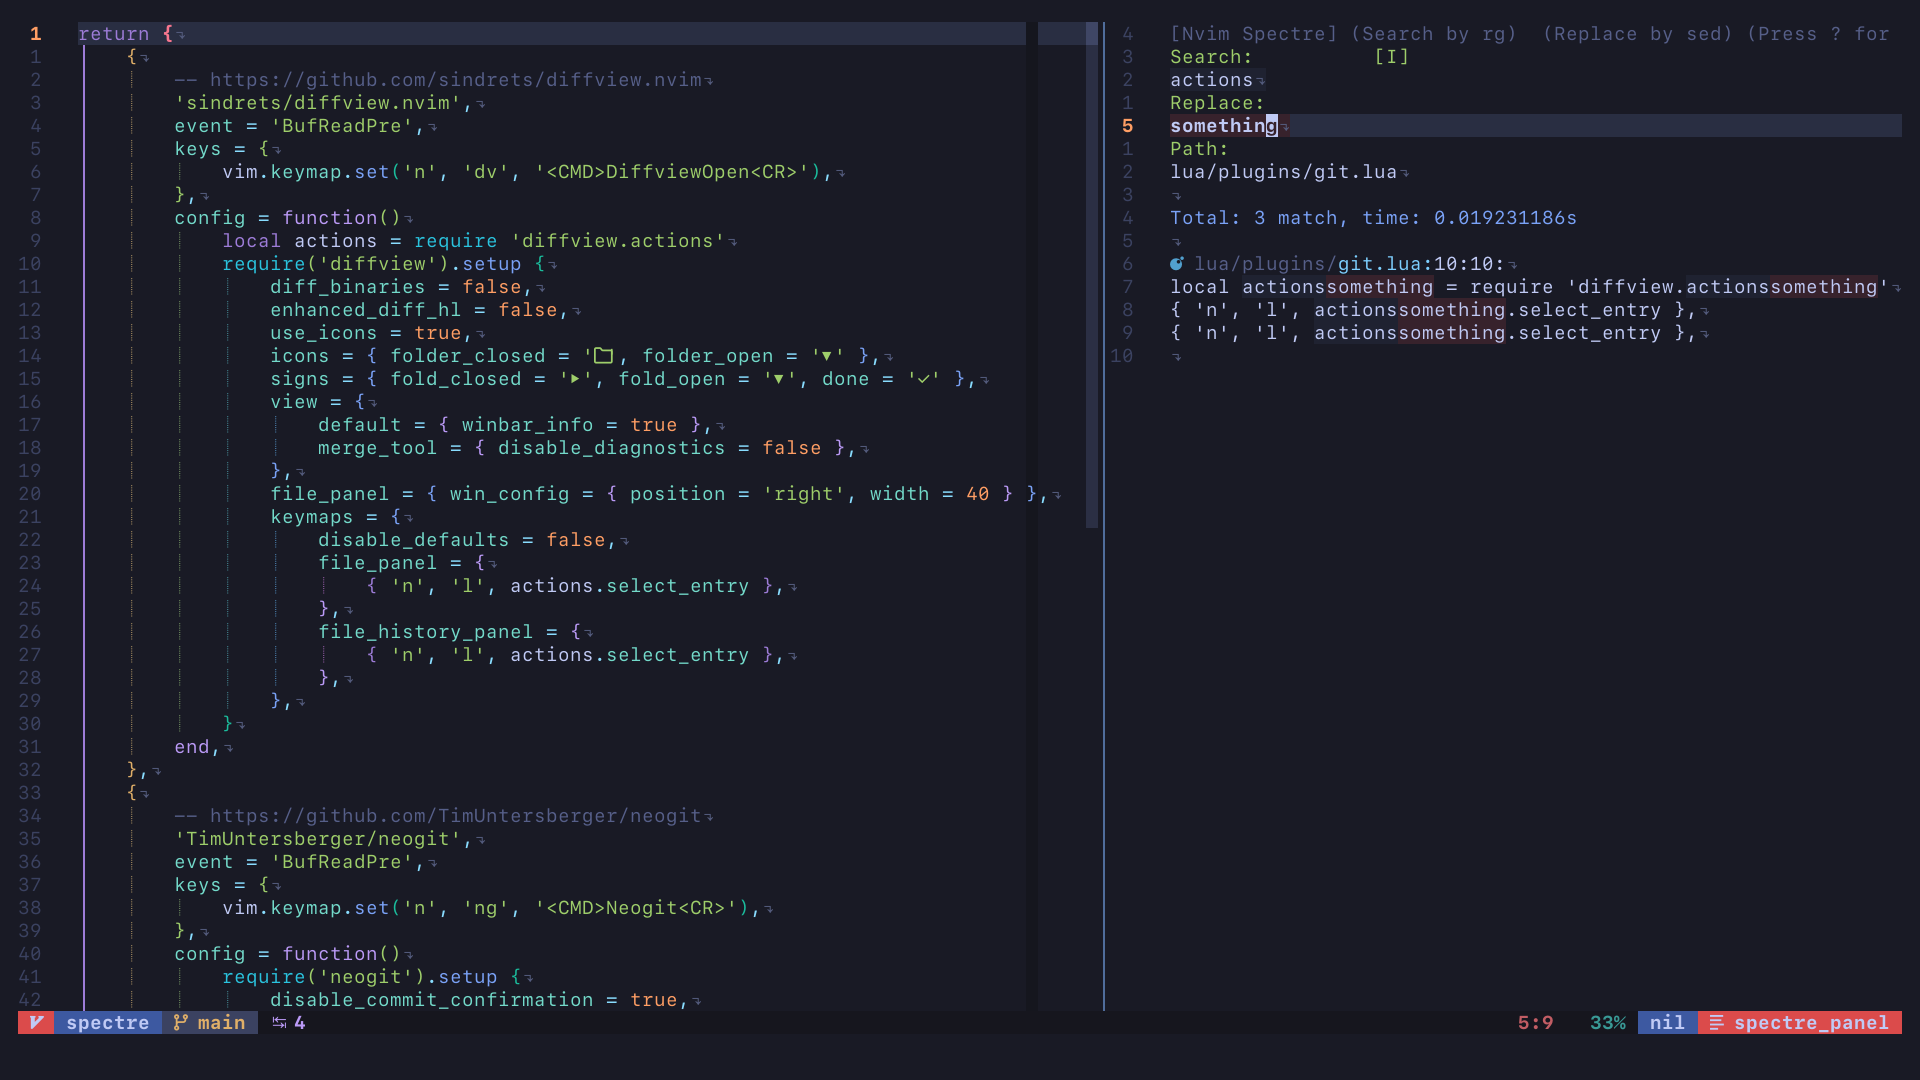 1 return {
1 {
2 -- https://github.com/sindrets/diffview.nvim
3 'sindrets/diffview.nvim',
4 event = 'BufReadPre',
5 keys = {
6 vim.keymap.set('n', 'dv', '<CMD>DiffviewOpen<CR>'),
7 },
8 config = function()
9 local actions = require 'diffview.actions'
10 require('diffview').setup {
11 diff_binaries = false,
12 enhanced_diff_hl = false,
13 use_icons = true,
14 icons = { folder_closed = ', folder_open = '▼' },
15 signs = { fold_closed = '▶', fold_open = '▼', done = '✓' },
16 view = {
17 default = { winbar_info = true },
18 merge_tool = { disable_diagnostics = false },
19 },
20 file_panel = { win_config = { position = 'right', width = 40 } },
21 keymaps = {
22 disable_defaults = false,
23 file_panel = {
24 { 'n', 'l', actions.select_entry },
25 },
26 file_history_panel = {
27 { 'n', 'l', actions.select_entry },
28 },
29 },
30 }
31 end,
32 },
33 {
34 -- https://github.com/TimUntersberger/neogit
35 'TimUntersberger/neogit',
36 event = 'BufReadPre',
37 keys = {
38 vim.keymap.set('n', 'ng', '<CMD>Neogit<CR>'),
39 },
40 config = function()
41 require('neogit').setup {
42 disable_commit_confirmation = true,
4 [Nvim Spectre] (Search by rg) (Replace by sed) (Press ? for
3 Search: [I]
2 actions
1 Replace:
5 something
1 Path:
2 lua/plugins/git.lua
3
4 Total: 3 match, time: 0.019231186s
5
6 lua/plugins/git.lua:10:10:
7 local actionssomething = require 'diffview.actionssomething'
8 { 'n', 'l', actionssomething.select_entry },
9 { 'n', 'l', actionssomething.select_entry },
10
spectre main 4 5:9 33% nil spectre_panel